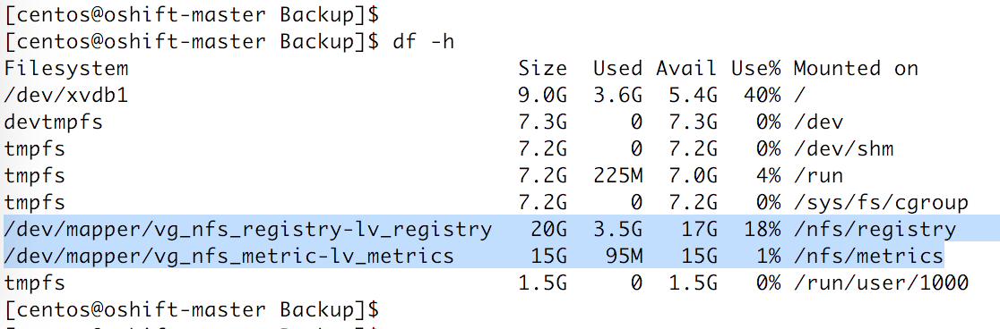 [centos@oshift-master Backup]$
[centos@oshift-master Backup]$ df -h
Filesystem                               Size  Used Avail Use% Mounted on
/dev/xvdb1                               9.0G  3.6G  5.4G  40% /
devtmpfs                                 7.3G     0  7.3G   0% /dev
tmpfs                                    7.2G     0  7.2G   0% /dev/shm
tmpfs                                    7.2G  225M  7.0G   4% /run
tmpfs                                    7.2G     0  7.2G   0% /sys/fs/cgroup
/dev/mapper/vg_nfs_registry-lv_registry   20G  3.5G   17G  18% /nfs/registry
/dev/mapper/vg_nfs_metric-lv_metrics      15G   95M   15G   1% /nfs/metrics
tmpfs                                    1.5G     0  1.5G   0% /run/user/1000
[centos@oshift-master Backup]$